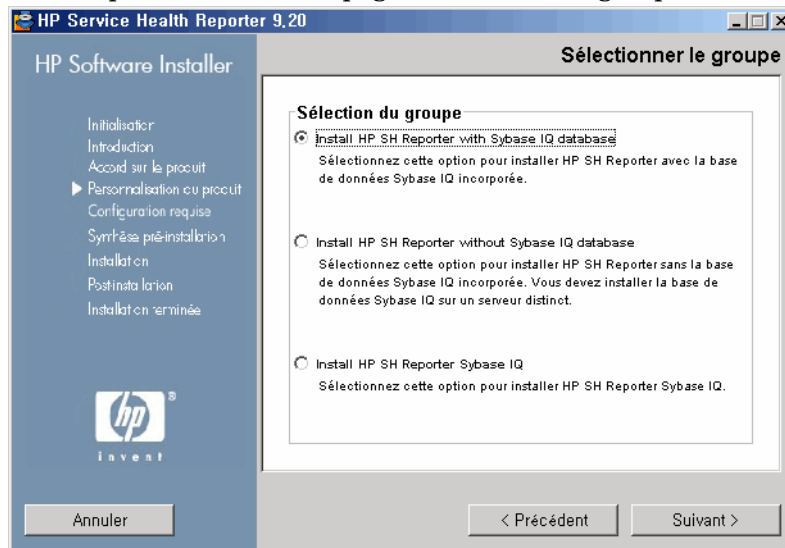 HP Service Health Reporter 9,20
HP Software Installer
Sélectionner le groupe
Initialisation
Introduction
Accord sur le produit
Personnalisation du produit
Configuration requise
Synthèse pré-installation
Installation
Postinstallation
Installation terminée
Sélection du groupe
Install HP SH Reporter with Sybase IQ database
Sélectionnez cette option pour installer HP SH Reporter avec la base
de données Sybase IQ incorporée.
Install HP SH Reporter without Sybase IQ database
Sélectionnez cette option pour installer HP SH Reporter sans la base
de données Sybase IQ incorporée. Vous devez installer la base de
données Sybase IQ sur un serveur distinct.
Install HP SH Reporter Sybase IQ
Sélectionnez cette option pour installer HP SH Reporter Sybase IQ.
hp
®
invent
Annuler
< Précédent
Suivant >